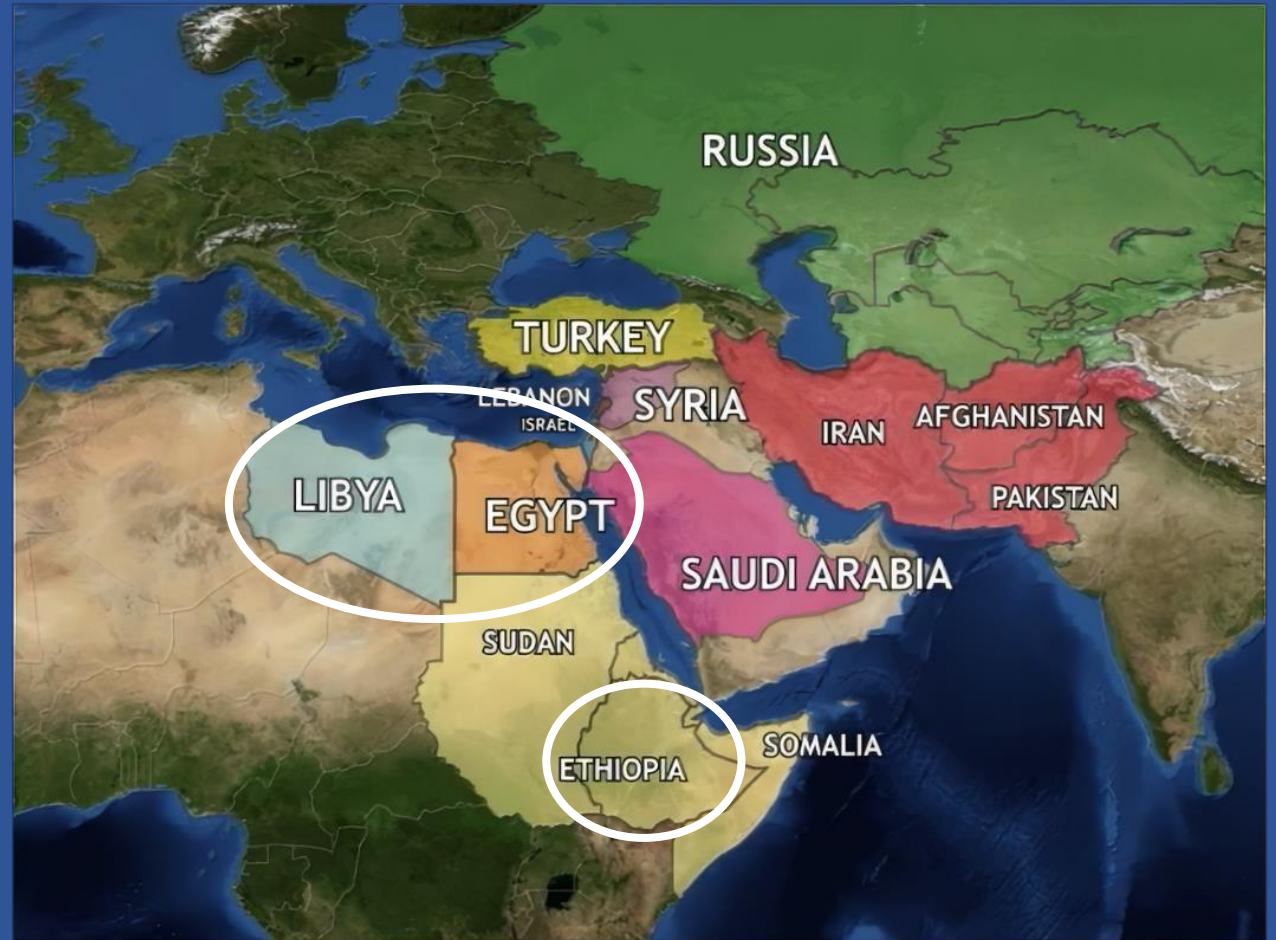 RUSSIA
TURKEY
LEBANON
SYRIA
ISRAEL
IRAN
AFGHANISTAN
LIBYA
EGYPT
PAKISTAN
SAUDI ARABIA
SUDAN
ETHIOPIA
SOMALIA